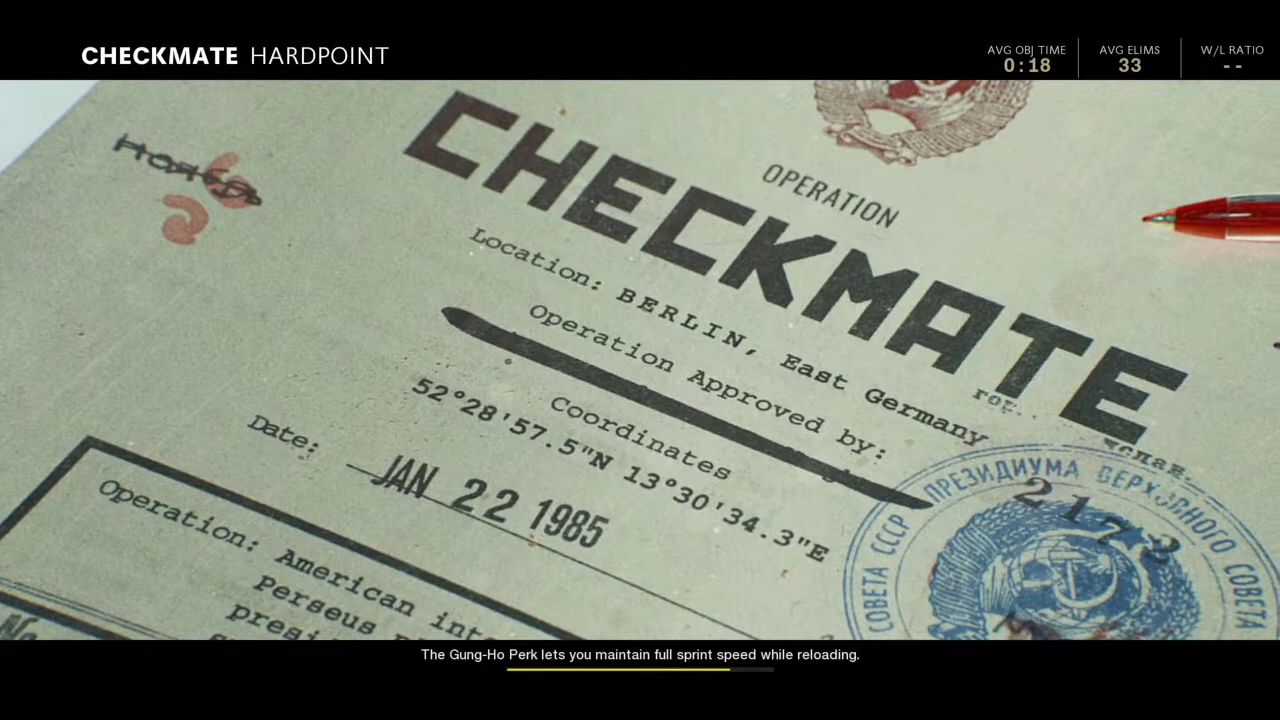 CHECKMATE HARDPOINT
AVG OBJ TIME
0:18
AVG ELIMS
33
W/L RATIO
--
OPERATION
CHECKMATE
Location: BERLIN, East Germany
Operation Approved by:
Coordinates
52°28'57.5"N 13°30'34.3"E
Date: JAN 22 1985
Operation: American
Perseus
СОВЕТА СССР ПРЕЗИДИУМА ВЕРХОВНОГО СОВЕТА
2172
The Gung-Ho Perk lets you maintain full sprint speed while reloading.